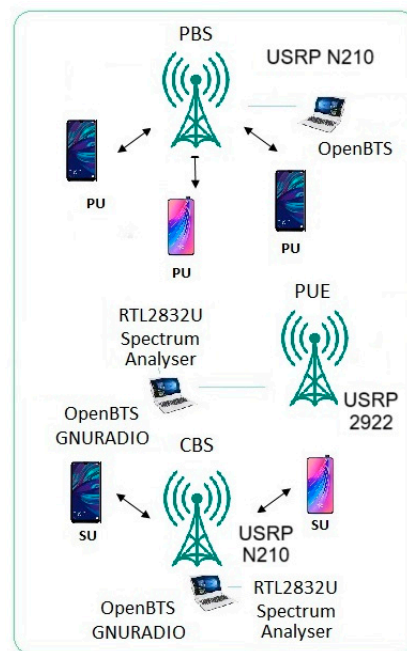 PBS
USRP N210
OpenBTS
PU
PU
PU
PUE
RTL2832U
Spectrum
Analyser
USRP
2922
OpenBTS
GNURADIO
CBS
SU
SU
USRP
N210
RTL2832U
Spectrum
Analyser
OpenBTS
GNURADIO